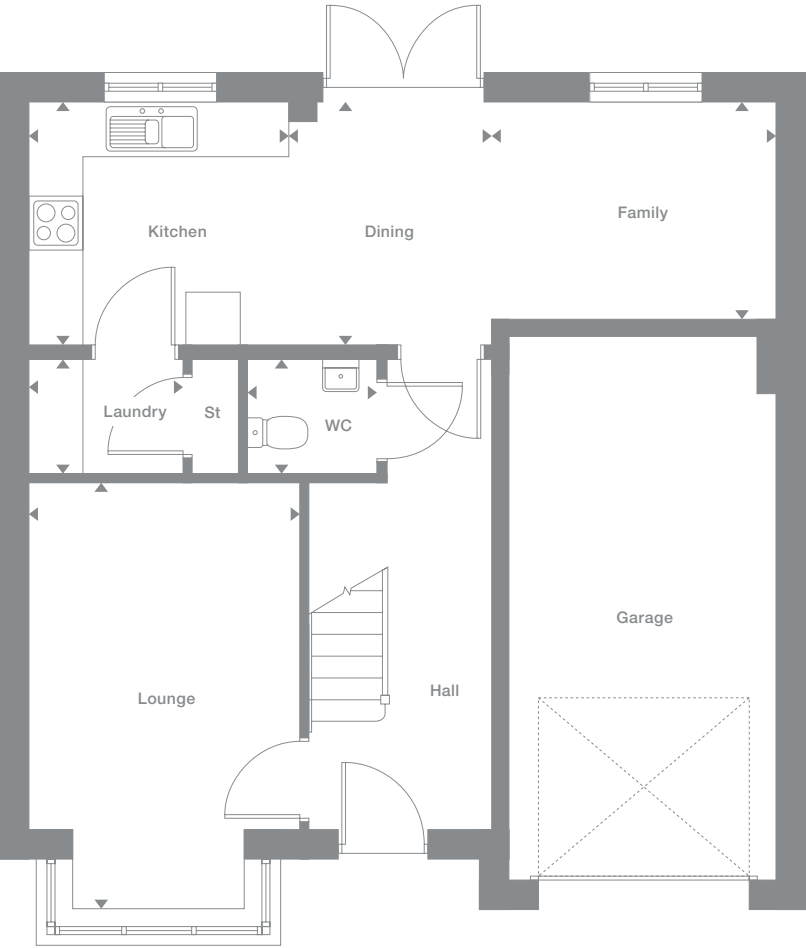 Family
Kitchen
Dining
Laundry
St
WC
Garage
Hall
Lounge